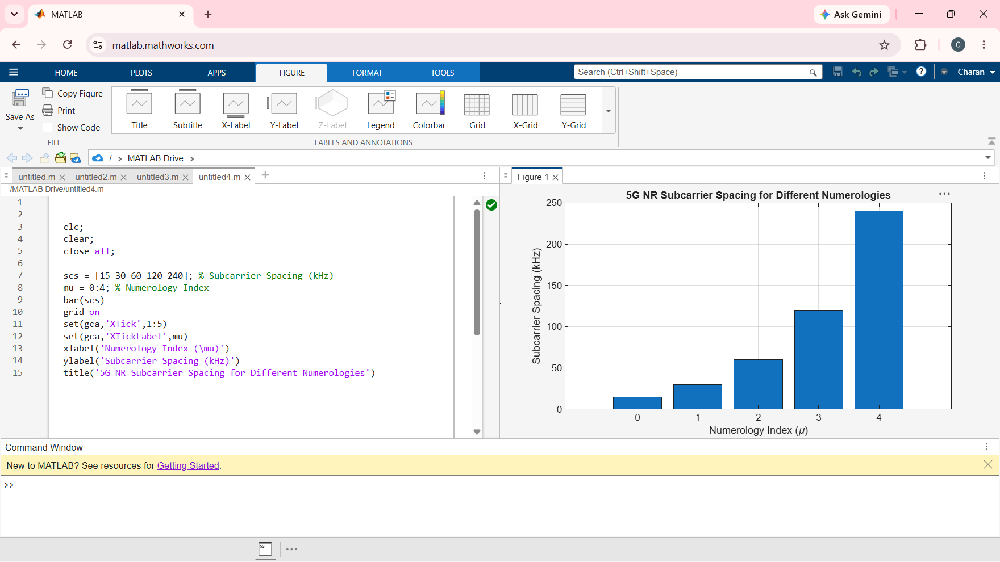 MATLAB
Ask Gemini
matlab.mathworks.com
C
HOME PLOTS APPS FIGURE FORMAT TOOLS
Search (Ctrl+Shift+Space)
Charan
Save As
Copy Figure
Print
Show Code
FILE
Title Subtitle X-Label Y-Label Z-Label Legend Colorbar Grid X-Grid Y-Grid
LABELS AND ANNOTATIONS
/ > MATLAB Drive >
untitled.m untitled2.m untitled3.m untitled4.m
/MATLAB Drive/untitled4.m
1
2
3 clc;
4 clear;
5 close all;
6
7 scs = [15 30 60 120 240]; % Subcarrier Spacing (kHz)
8 mu = 0:4; % Numerology Index
9 bar(scs)
10 grid on
11 set(gca,'XTick',1:5)
12 set(gca,'XTickLabel',mu)
13 xlabel('Numerology Index (\mu)')
14 ylabel('Subcarrier Spacing (kHz)')
15 title('5G NR Subcarrier Spacing for Different Numerologies')
Figure 1
5G NR Subcarrier Spacing for Different Numerologies
250
200
150
100
50
0
Subcarrier Spacing (kHz)
0 1 2 3 4
Numerology Index (μ)
Command Window
New to MATLAB? See resources for Getting Started.
>>